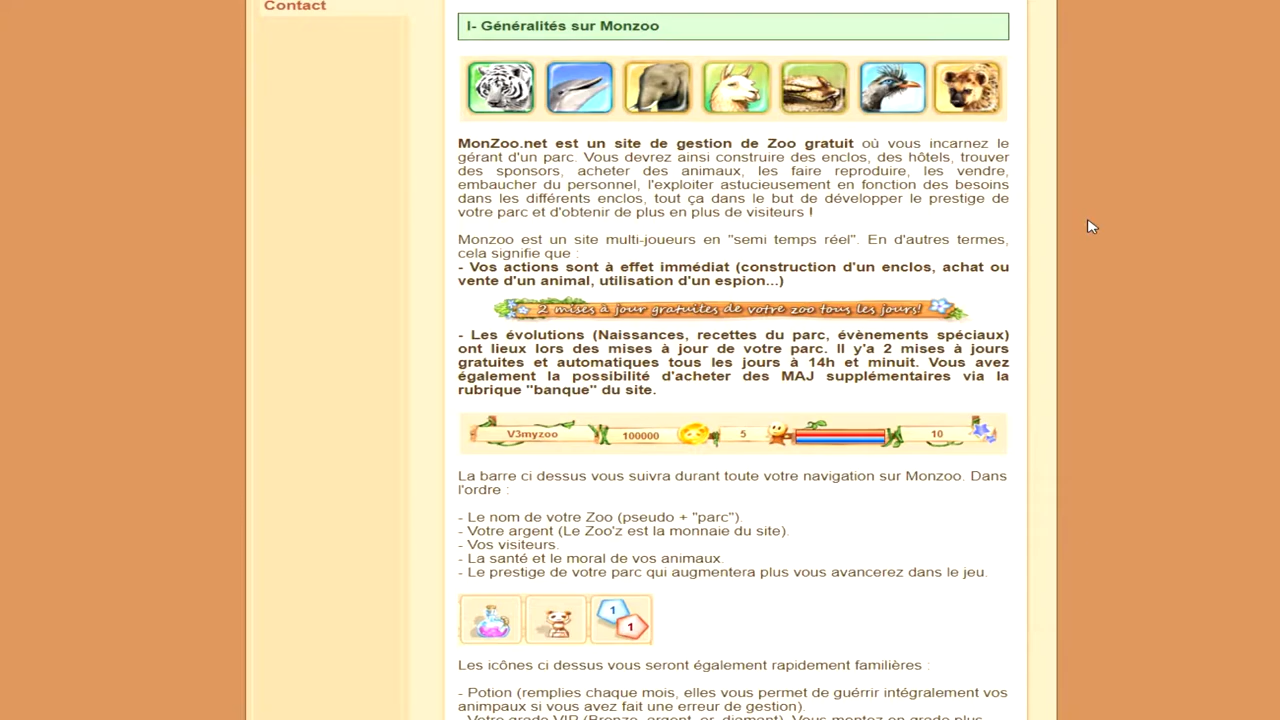 Contact
I- Généralités sur Monzoo
MonZoo.net est un site de gestion de Zoo gratuit où vous incarnez le
gérant d'un parc. Vous devrez ainsi construire des enclos, des hôtels, trouver
des sponsors, acheter des animaux, les faire reproduire, les vendre,
embaucher du personnel, l'exploiter astucieusement en fonction des besoins
dans les différents enclos, tout ça dans le but de développer le prestige de
votre parc et d'obtenir de plus en plus de visiteurs !
Monzoo est un site multi-joueurs en "semi temps réel". En d'autres termes,
cela signifie que :
- Vos actions sont à effet immédiat (construction d'un enclos, achat ou
vente d'un animal, utilisation d'un espion...)
2 mises à jour gratuites de votre zoo tous les jours!
- Les évolutions (Naissances, recettes du parc, évènements spéciaux)
ont lieux lors des mises à jour de votre parc. Il y'a 2 mises à jours
gratuites et automatiques tous les jours à 14h et minuit. Vous avez
également la possibilité d'acheter des MAJ supplémentaires via la
rubrique "banque" du site.
V3myzoo 100000 5 10
La barre ci dessus vous suivra durant toute votre navigation sur Monzoo. Dans
l'ordre :
- Le nom de votre Zoo (pseudo + "parc").
- Votre argent (Le Zoo'z est la monnaie du site).
- Vos visiteurs.
- La santé et le moral de vos animaux.
- Le prestige de votre parc qui augmentera plus vous avancerez dans le jeu.
1 1
Les icônes ci dessus vous seront également rapidement familières :
- Potion (remplies chaque mois, elles vous permet de guérrir intégralement vos
animpaux si vous avez fait une erreur de gestion).
- Votre grade VIP (Bronze, argent, or, diamant). Vous montez en grade plus